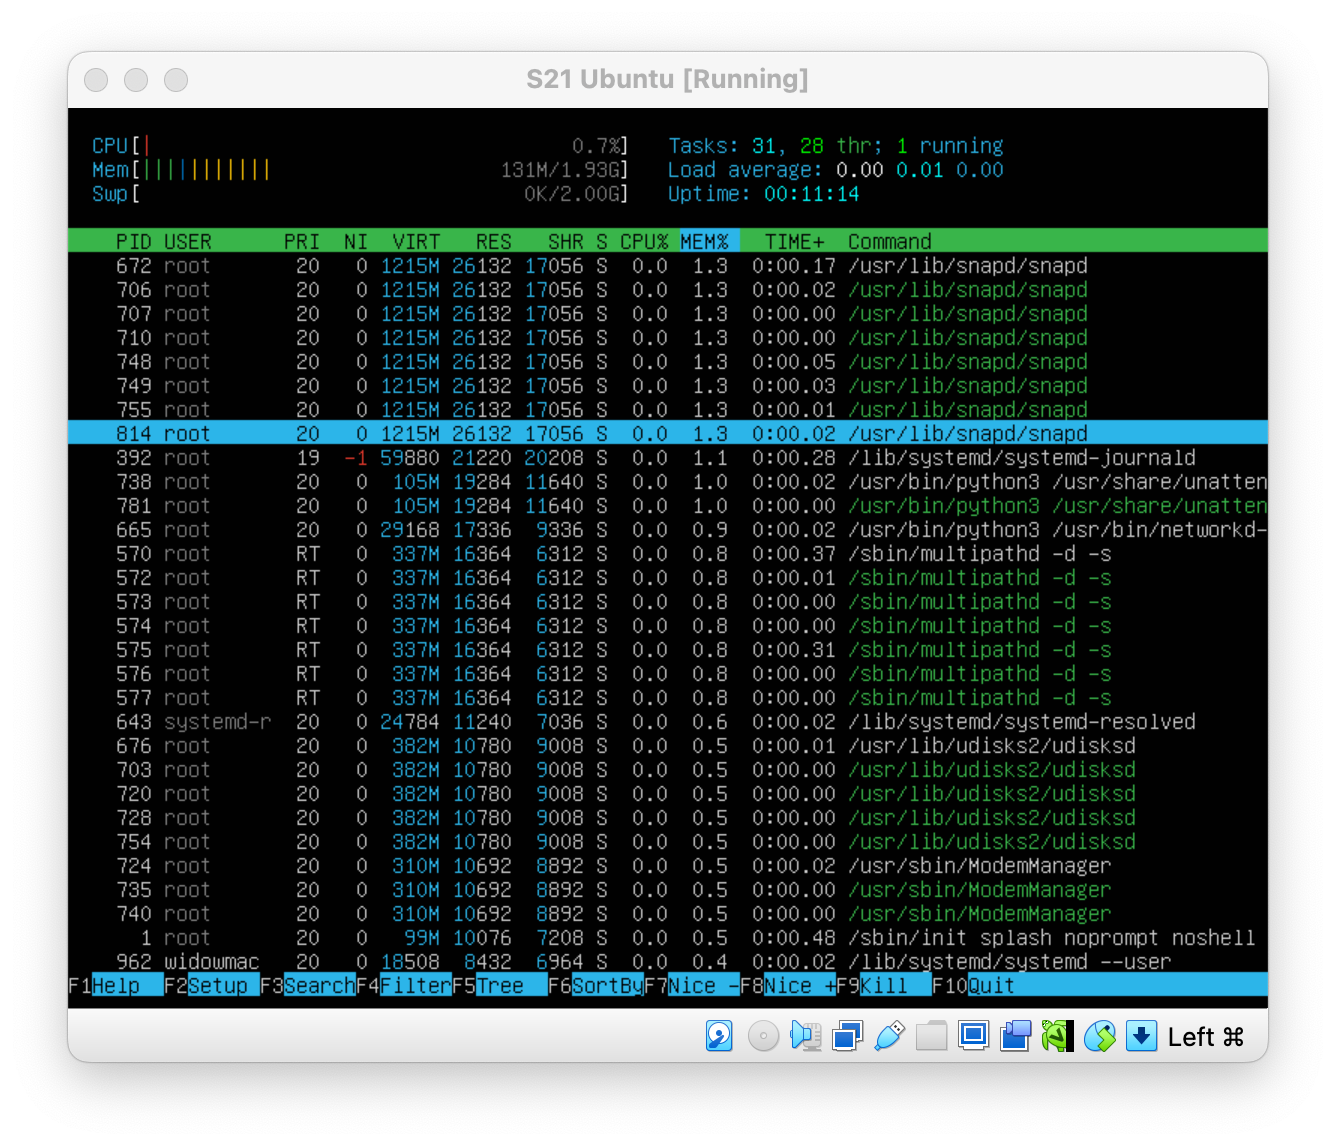 S21 Ubuntu [Running]
CPU[| 0.7%] Tasks: 31, 28 thr; 1 running
Mem[||||||||||| 131M/1.93G] Load average: 0.00 0.01 0.00
Swp[ 0K/2.00G] Uptime: 00:11:14
PID USER PRI NI VIRT RES SHR S CPU% MEM% TIME+ Command
672 root 20 0 1215M 26132 17056 S 0.0 1.3 0:00.17 /usr/lib/snapd/snapd
706 root 20 0 1215M 26132 17056 S 0.0 1.3 0:00.02 /usr/lib/snapd/snapd
707 root 20 0 1215M 26132 17056 S 0.0 1.3 0:00.00 /usr/lib/snapd/snapd
710 root 20 0 1215M 26132 17056 S 0.0 1.3 0:00.00 /usr/lib/snapd/snapd
748 root 20 0 1215M 26132 17056 S 0.0 1.3 0:00.05 /usr/lib/snapd/snapd
749 root 20 0 1215M 26132 17056 S 0.0 1.3 0:00.03 /usr/lib/snapd/snapd
755 root 20 0 1215M 26132 17056 S 0.0 1.3 0:00.01 /usr/lib/snapd/snapd
814 root 20 0 1215M 26132 17056 S 0.0 1.3 0:00.02 /usr/lib/snapd/snapd
392 root 19 -1 59880 21220 20208 S 0.0 1.1 0:00.28 /lib/systemd/systemd-journald
738 root 20 0 105M 19284 11640 S 0.0 1.0 0:00.02 /usr/bin/python3 /usr/share/unatten
781 root 20 0 105M 19284 11640 S 0.0 1.0 0:00.00 /usr/bin/python3 /usr/share/unatten
665 root 20 0 29168 17336 9336 S 0.0 0.9 0:00.02 /usr/bin/python3 /usr/bin/networkd-
570 root RT 0 337M 16364 6312 S 0.0 0.8 0:00.37 /sbin/multipathd -d -s
572 root RT 0 337M 16364 6312 S 0.0 0.8 0:00.01 /sbin/multipathd -d -s
573 root RT 0 337M 16364 6312 S 0.0 0.8 0:00.00 /sbin/multipathd -d -s
574 root RT 0 337M 16364 6312 S 0.0 0.8 0:00.00 /sbin/multipathd -d -s
575 root RT 0 337M 16364 6312 S 0.0 0.8 0:00.31 /sbin/multipathd -d -s
576 root RT 0 337M 16364 6312 S 0.0 0.8 0:00.00 /sbin/multipathd -d -s
577 root RT 0 337M 16364 6312 S 0.0 0.8 0:00.00 /sbin/multipathd -d -s
643 systemd-r 20 0 24784 11240 7036 S 0.0 0.6 0:00.02 /lib/systemd/systemd-resolved
676 root 20 0 382M 10780 9008 S 0.0 0.5 0:00.01 /usr/lib/udisks2/udisksd
703 root 20 0 382M 10780 9008 S 0.0 0.5 0:00.00 /usr/lib/udisks2/udisksd
720 root 20 0 382M 10780 9008 S 0.0 0.5 0:00.00 /usr/lib/udisks2/udisksd
728 root 20 0 382M 10780 9008 S 0.0 0.5 0:00.00 /usr/lib/udisks2/udisksd
754 root 20 0 382M 10780 9008 S 0.0 0.5 0:00.00 /usr/lib/udisks2/udisksd
724 root 20 0 310M 10692 8892 S 0.0 0.5 0:00.02 /usr/sbin/ModemManager
735 root 20 0 310M 10692 8892 S 0.0 0.5 0:00.00 /usr/sbin/ModemManager
740 root 20 0 310M 10692 8892 S 0.0 0.5 0:00.00 /usr/sbin/ModemManager
1 root 20 0 99M 10076 7208 S 0.0 0.5 0:00.48 /sbin/init splash noprompt noshell
962 widowmac 20 0 18508 8432 6964 S 0.0 0.4 0:00.02 /lib/systemd/systemd --user
F1Help F2Setup F3SearchF4FilterF5Tree F6SortByF7Nice -F8Nice +F9Kill F10Quit
Left ⌘